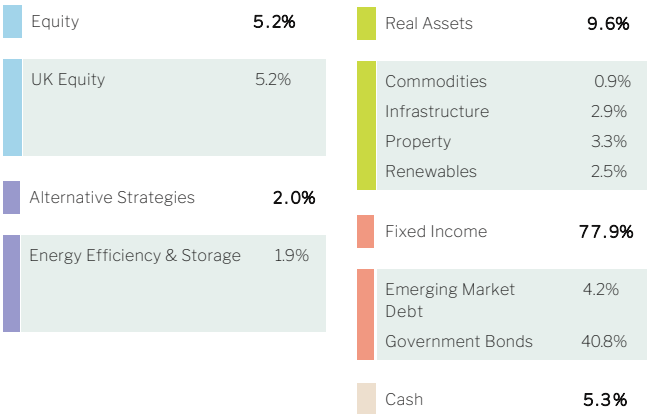 Equity 5.2%
UK Equity 5.2%
Alternative Strategies 2.0%
Energy Efficiency & Storage 1.9%
Real Assets 9.6%
Commodities 0.9%
Infrastructure 2.9%
Property 3.3%
Renewables 2.5%
Fixed Income 77.9%
Emerging Market 4.2%
Debt
Government Bonds 40.8%
Cash 5.3%